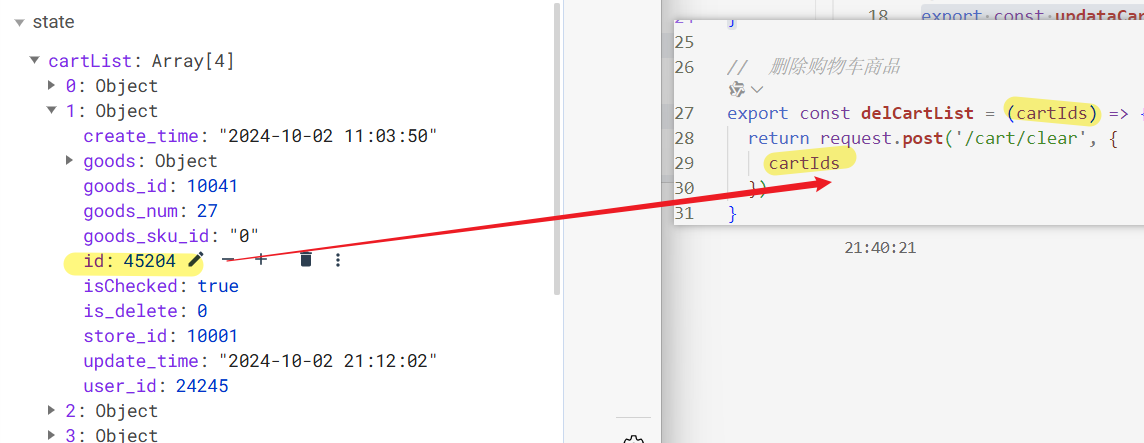 state
cartList: Array[4]
0: Object
1: Object
create_time: "2024-10-02 11:03:50"
goods: Object
goods_id: 10041
goods_num: 27
goods_sku_id: "0"
id: 45204
isChecked: true
is_delete: 0
store_id: 10001
update_time: "2024-10-02 21:12:02"
user_id: 24245
2: Object
3: Object
18 export const updataCar
24 }
25
26 // 删除购物车商品
27 export const delCartList = (cartIds) => {
28 return request.post('/cart/clear', {
29 cartIds
30 })
31 }
21:40:21